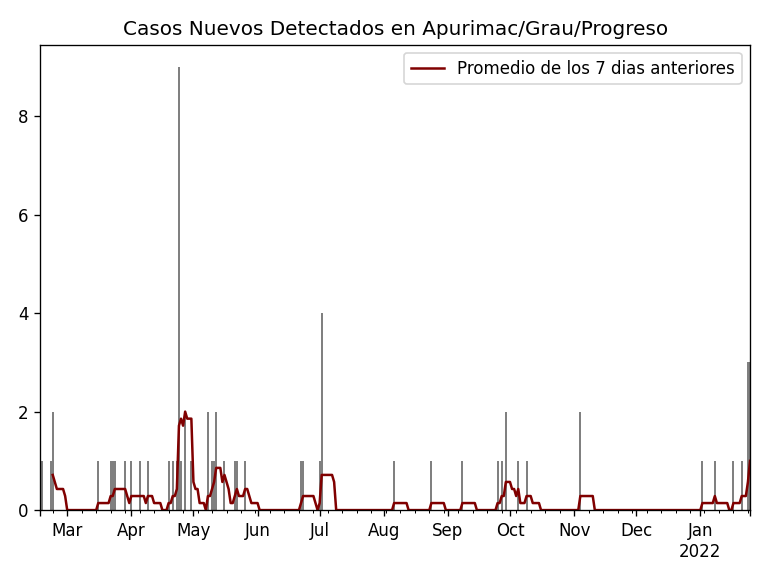 Casos Nuevos Detectados en Apurimac/Grau/Progreso
Promedio de los 7 dias anteriores
8
6
4
2
0
Mar Apr May Jun Jul Aug Sep Oct Nov Dec Jan
2022